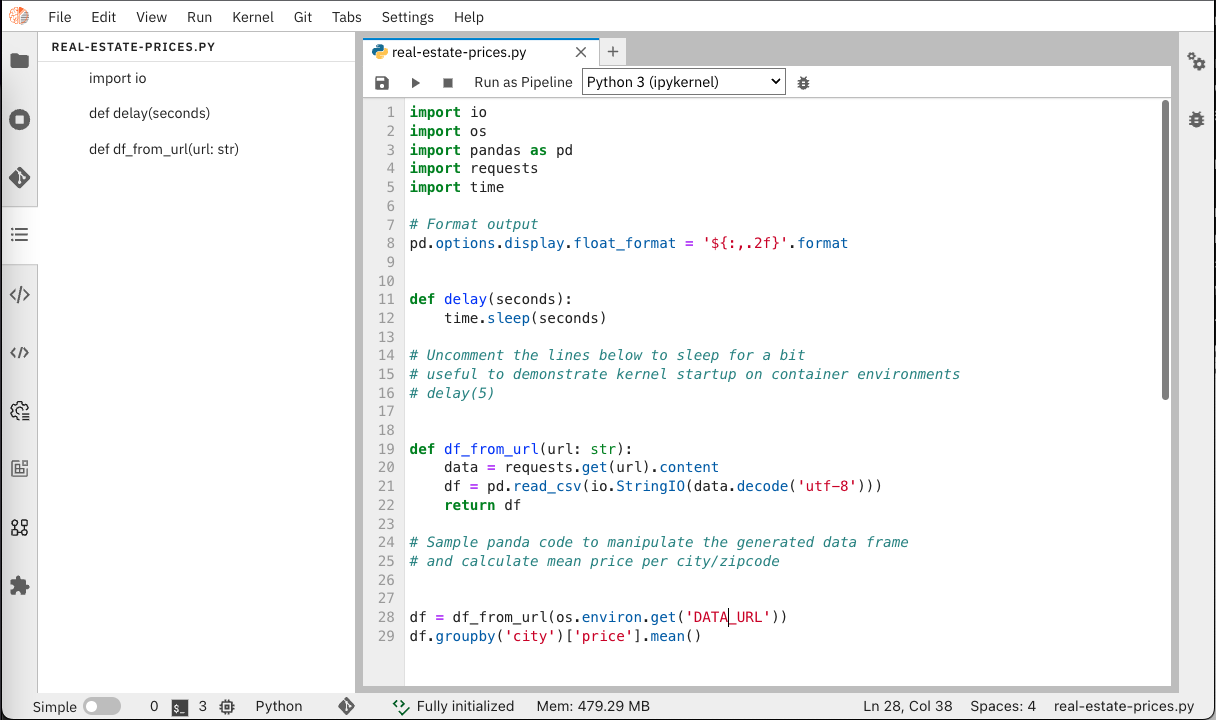 File Edit View Run Kernel Git Tabs Settings Help
REAL-ESTATE-PRICES.PY
import io
def delay(seconds)
def df_from_url(url: str)
real-estate-prices.py
Run as Pipeline Python 3 (ipykernel)
1 import io
2 import os
3 import pandas as pd
4 import requests
5 import time
6
7 # Format output
8 pd.options.display.float_format = '${:,.2f}'.format
9
10
11 def delay(seconds):
12     time.sleep(seconds)
13
14 # Uncomment the lines below to sleep for a bit
15 # useful to demonstrate kernel startup on container environments
16 # delay(5)
17
18
19 def df_from_url(url: str):
20     data = requests.get(url).content
21     df = pd.read_csv(io.StringIO(data.decode('utf-8')))
22     return df
23
24 # Sample panda code to manipulate the generated data frame
25 # and calculate mean price per city/zipcode
26
27
28 df = df_from_url(os.environ.get('DATA_URL'))
29 df.groupby('city')['price'].mean()
Simple 0 $_ 3 Python Fully initialized Mem: 479.29 MB Ln 28, Col 38 Spaces: 4 real-estate-prices.py